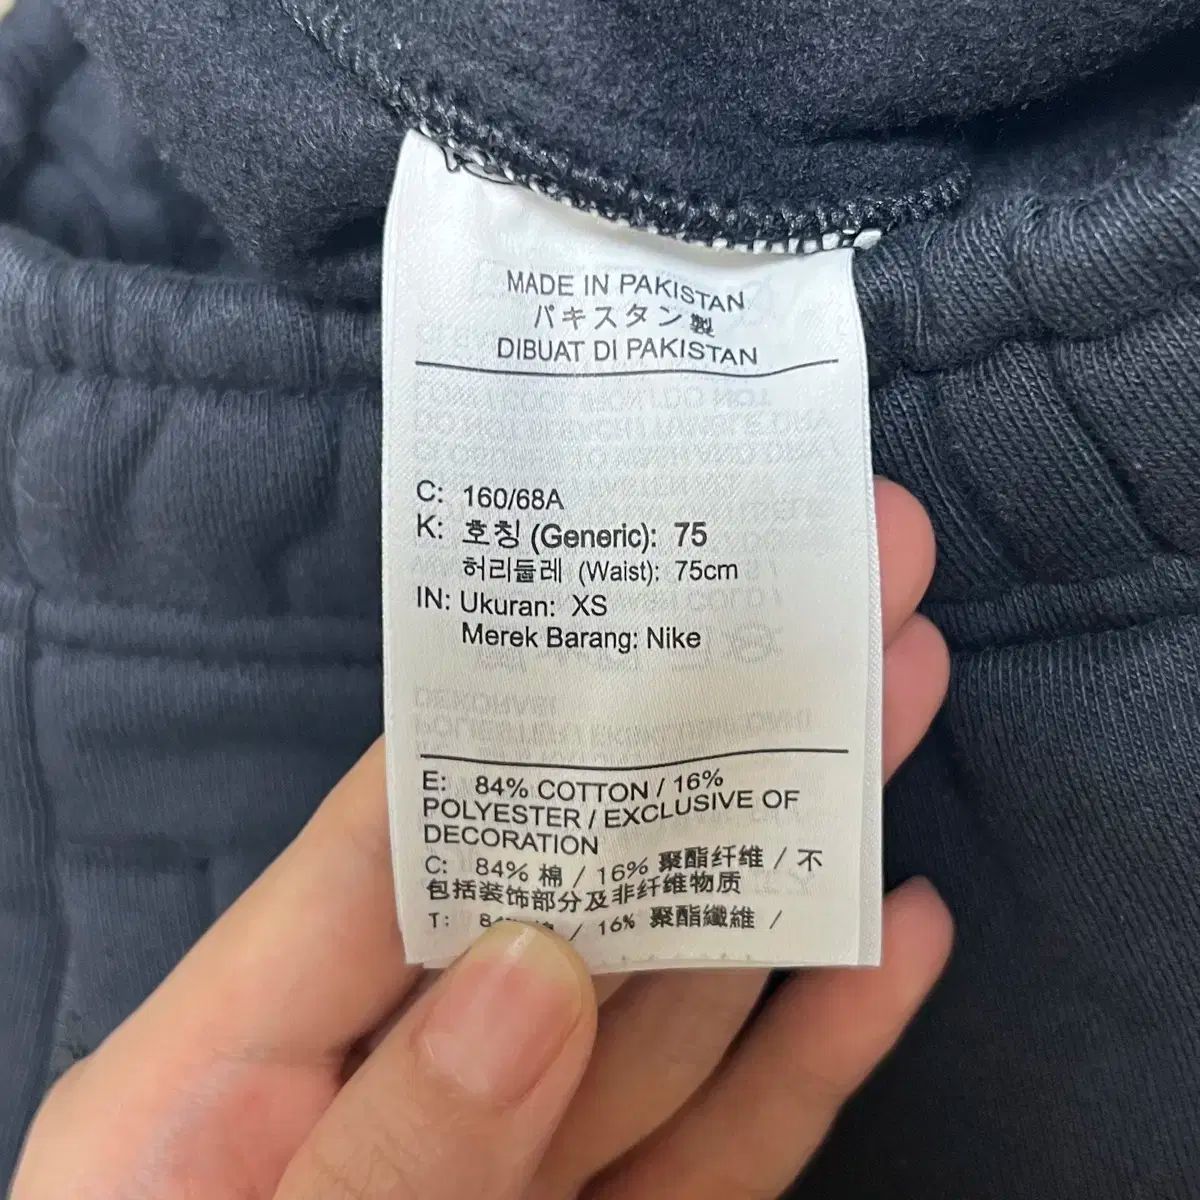 MADE IN PAKISTAN
パキスタン製
DIBUAT DI PAKISTAN
C: 160/68A
K: 호칭 (Generic): 75
허리둘레 (Waist): 75cm
IN: Ukuran: XS
Merek Barang: Nike
E: 84% COTTON / 16%
POLYESTER / EXCLUSIVE OF
DECORATION
C: 84% 棉 / 16% 聚酯纤维 / 不
包括装饰部分及非纤维物质
T: / 16% 聚酯纖維 /